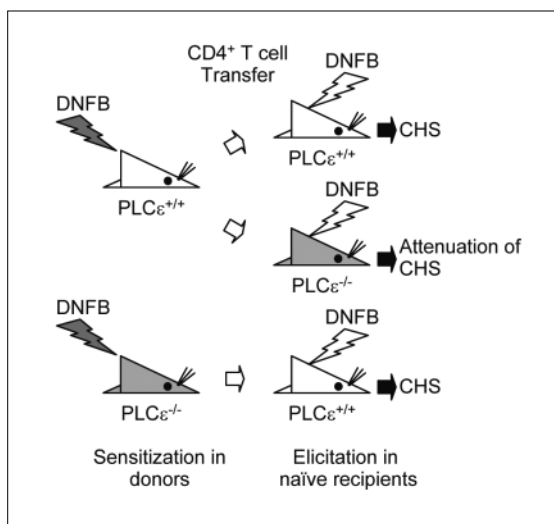 CD4⁺ T cell
Transfer
DNFB
DNFB
CHS
PLCε⁺/⁺
PLCε⁺/⁺
DNFB
Attenuation of
CHS
PLCε⁻/⁻
DNFB
DNFB
CHS
PLCε⁻/⁻
PLCε⁺/⁺
Sensitization in
donors
Elicitation in
naïve recipients